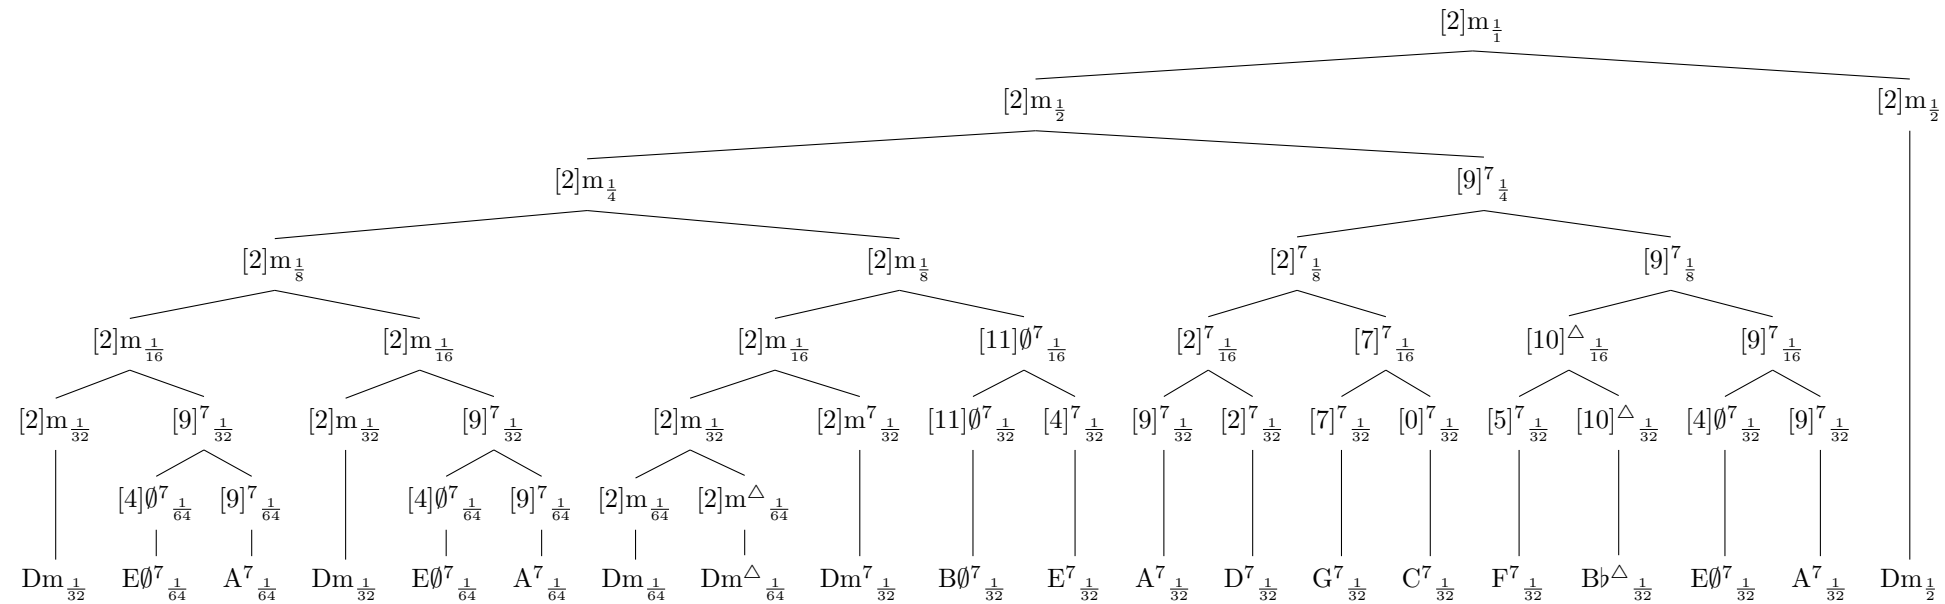 [2]m 1/1
[2]m 1/2 [2]m 1/2
[2]m 1/4 [9]⁷ 1/4
[2]m 1/8 [2]m 1/8 [2]⁷ 1/8 [9]⁷ 1/8
[2]m 1/16 [2]m 1/16 [2]m 1/16 [11]∅⁷ 1/16 [2]⁷ 1/16 [7]⁷ 1/16 [10]△ 1/16 [9]⁷ 1/16
[2]m 1/32 [9]⁷ 1/32 [2]m 1/32 [9]⁷ 1/32 [2]m 1/32 [2]m⁷ 1/32 [11]∅⁷ 1/32 [4]⁷ 1/32 [9]⁷ 1/32 [2]⁷ 1/32 [7]⁷ 1/32 [0]⁷ 1/32 [5]⁷ 1/32 [10]△ 1/32 [4]∅⁷ 1/32 [9]⁷ 1/32
[4]∅⁷ 1/64 [9]⁷ 1/64 [4]∅⁷ 1/64 [9]⁷ 1/64 [2]m 1/64 [2]m△ 1/64
Dm 1/32 E∅⁷ 1/64 A⁷ 1/64 Dm 1/32 E∅⁷ 1/64 A⁷ 1/64 Dm 1/64 Dm△ 1/64 Dm⁷ 1/32 B∅⁷ 1/32 E⁷ 1/32 A⁷ 1/32 D⁷ 1/32 G⁷ 1/32 C⁷ 1/32 F⁷ 1/32 B♭△ 1/32 E∅⁷ 1/32 A⁷ 1/32 Dm 1/2